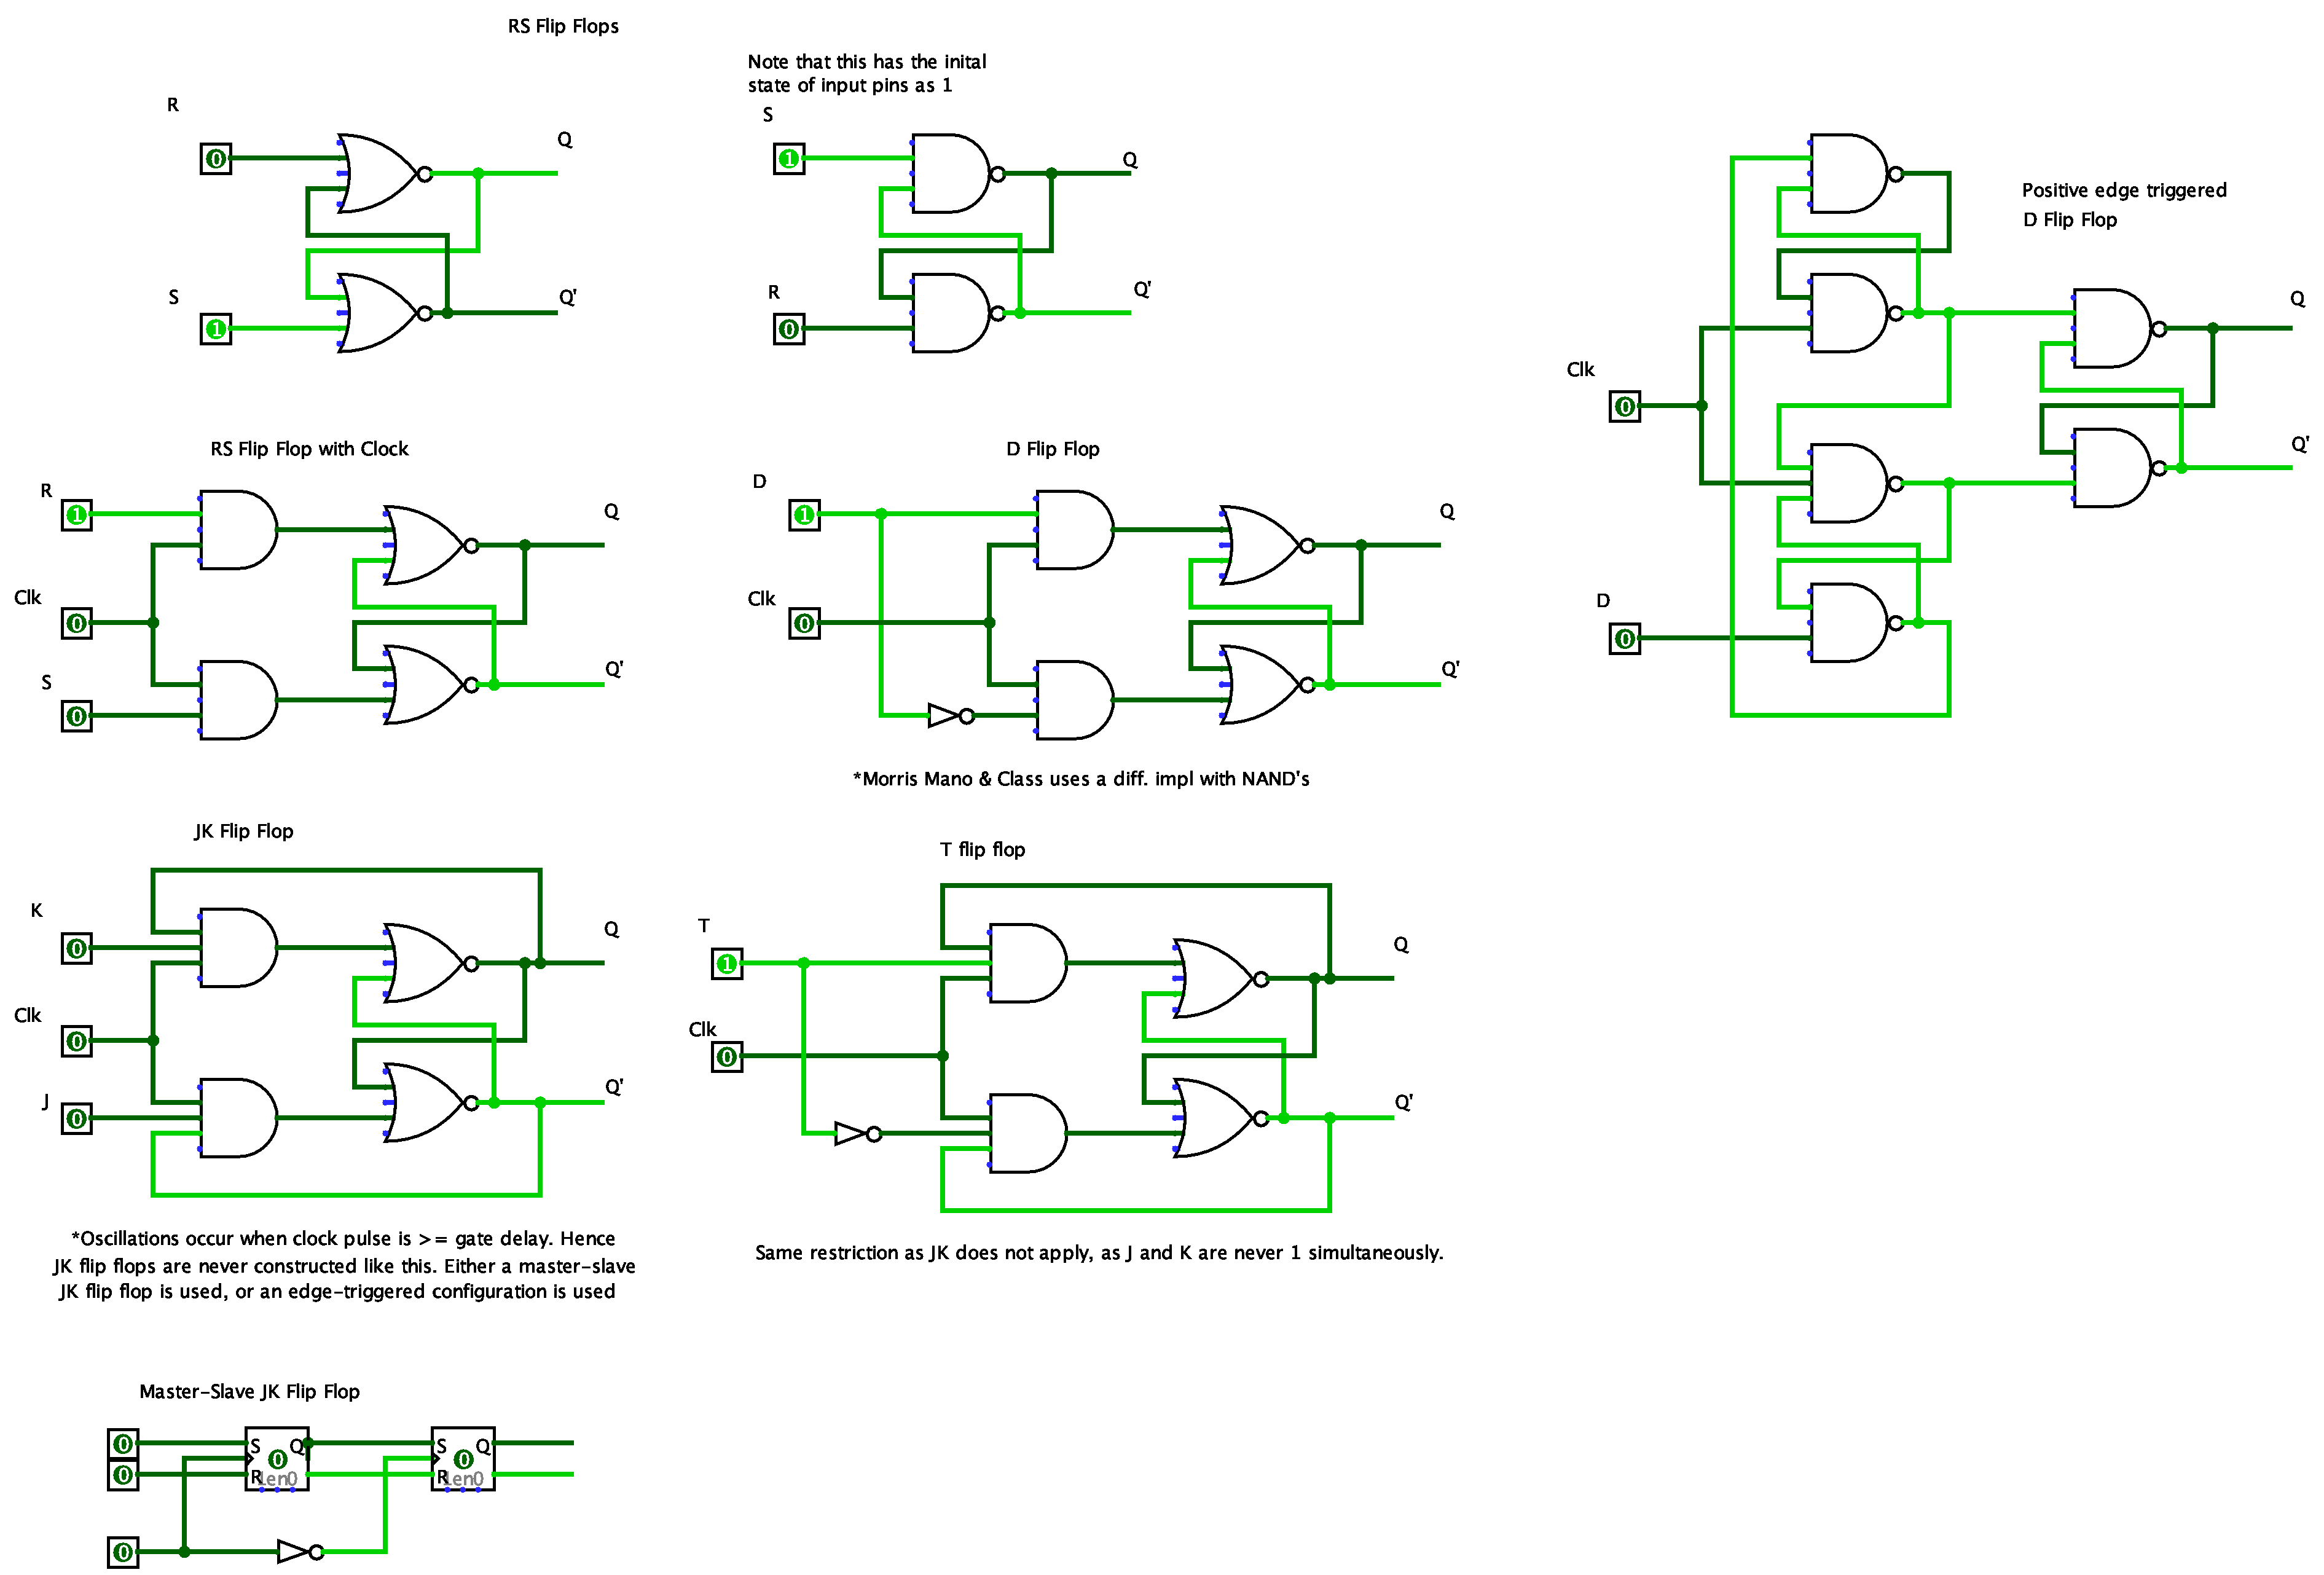 RS Flip Flops
Note that this has the inital
state of input pins as 1
R
0
Q
S
1
Q'
S
1
Q
R
0
Q'
Positive edge triggered
D Flip Flop
Clk
0
D
0
Q
Q'
RS Flip Flop with Clock
R
1
Clk
0
S
0
Q
Q'
D Flip Flop
D
1
Clk
0
Q
Q'
*Morris Mano & Class uses a diff. impl with NAND's
JK Flip Flop
K
0
Clk
0
J
0
Q
Q'
*Oscillations occur when clock pulse is >= gate delay. Hence
JK flip flops are never constructed like this. Either a master-slave
JK flip flop is used, or an edge-triggered configuration is used
T flip flop
T
1
Clk
0
Q
Q'
Same restriction as JK does not apply, as J and K are never 1 simultaneously.
Master-Slave JK Flip Flop
0
0
0
S Q
0
R 1en0
S Q
0
R 1en0